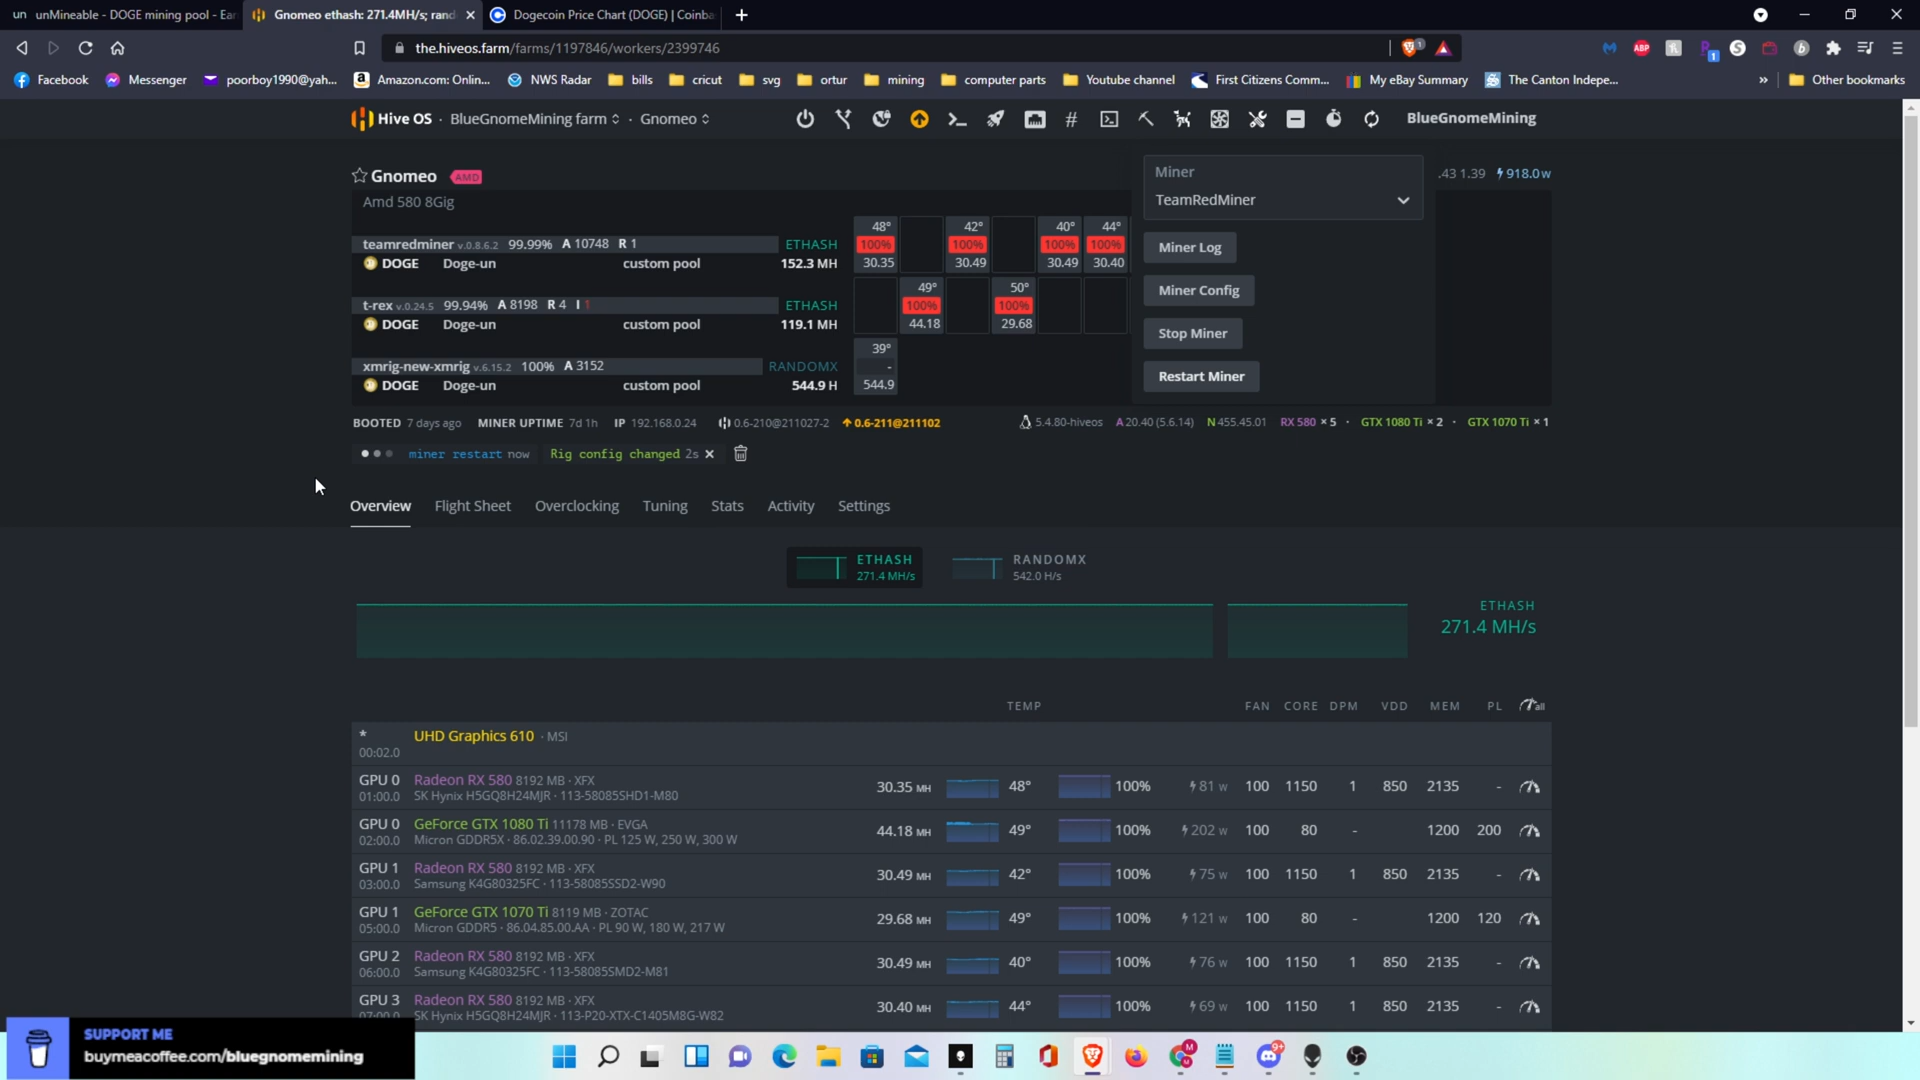 un unMineable - DOGE mining pool - Ear
Gnomeo ethash: 271.4MH/s; rand
Dogecoin Price Chart (DOGE) | Coinba
the.hiveos.farm/farms/1197846/workers/2399746
Facebook Messenger poorboy1990@yah... Amazon.com: Onlin... NWS Radar bills cricut svg ortur mining computer parts Youtube channel First Citizens Comm... My eBay Summary The Canton Indepe... » Other bookmarks
Hive OS · BlueGnomeMining farm · Gnomeo # BlueGnomeMining
Gnomeo AMD
Amd 580 8Gig
Miner
TeamRedMiner
.43 1.39 918.0 w
Miner Log
Miner Config
Stop Miner
Restart Miner
48° 42° 40° 44°
teamredminer v.0.8.6.2 99.99% A 10748 R 1 ETHASH 100% 100% 100% 100%
DOGE Doge-un custom pool 152.3 MH 30.35 30.49 30.49 30.40
49° 50°
t-rex v.0.24.5 99.94% A 8198 R 4 I 1 ETHASH 100% 100%
DOGE Doge-un custom pool 119.1 MH 44.18 29.68
39°
xmrig-new-xmrig v.6.15.2 100% A 3152 RANDOMX -
DOGE Doge-un custom pool 544.9 H 544.9
BOOTED 7 days ago MINER UPTIME 7d 1h IP 192.168.0.24 0.6-210@211027-2 0.6-211@211102 5.4.80-hiveos A 20.40 (5.6.14) N 455.45.01 RX 580 × 5 · GTX 1080 Ti × 2 · GTX 1070 Ti × 1
miner restart now Rig config changed 2s ×
Overview Flight Sheet Overclocking Tuning Stats Activity Settings
ETHASH
271.4 MH/s
RANDOMX
542.0 H/s
ETHASH
271.4 MH/s
TEMP FAN CORE DPM VDD MEM PL all
* UHD Graphics 610 · MSI
00:02.0
GPU 0 Radeon RX 580 8192 MB · XFX 30.35 MH 48° 100% 81 w 100 1150 1 850 2135 -
01:00.0 SK Hynix H5GQ8H24MJR · 113-58085SHD1-M80
GPU 0 GeForce GTX 1080 Ti 11178 MB · EVGA 44.18 MH 49° 100% 202 w 100 80 - 1200 200
02:00.0 Micron GDDR5X · 86.02.39.00.90 · PL 125 W, 250 W, 300 W
GPU 1 Radeon RX 580 8192 MB · XFX 30.49 MH 42° 100% 75 w 100 1150 1 850 2135 -
03:00.0 Samsung K4G80325FC · 113-58085SSD2-W90
GPU 1 GeForce GTX 1070 Ti 8119 MB · ZOTAC 29.68 MH 49° 100% 121 w 100 80 - 1200 120
05:00.0 Micron GDDR5 · 86.04.85.00.AA · PL 90 W, 180 W, 217 W
GPU 2 Radeon RX 580 8192 MB · XFX 30.49 MH 40° 100% 76 w 100 1150 1 850 2135 -
06:00.0 Samsung K4G80325FC · 113-58085SMD2-M81
GPU 3 Radeon RX 580 8192 MB · XFX 30.40 MH 44° 100% 69 w 100 1150 1 850 2135 -
07:00.0 SK Hynix H5GQ8H24MJR · 113-P20-XTX-C1405M8G-W82
SUPPORT ME
buymeacoffee.com/bluegnomemining